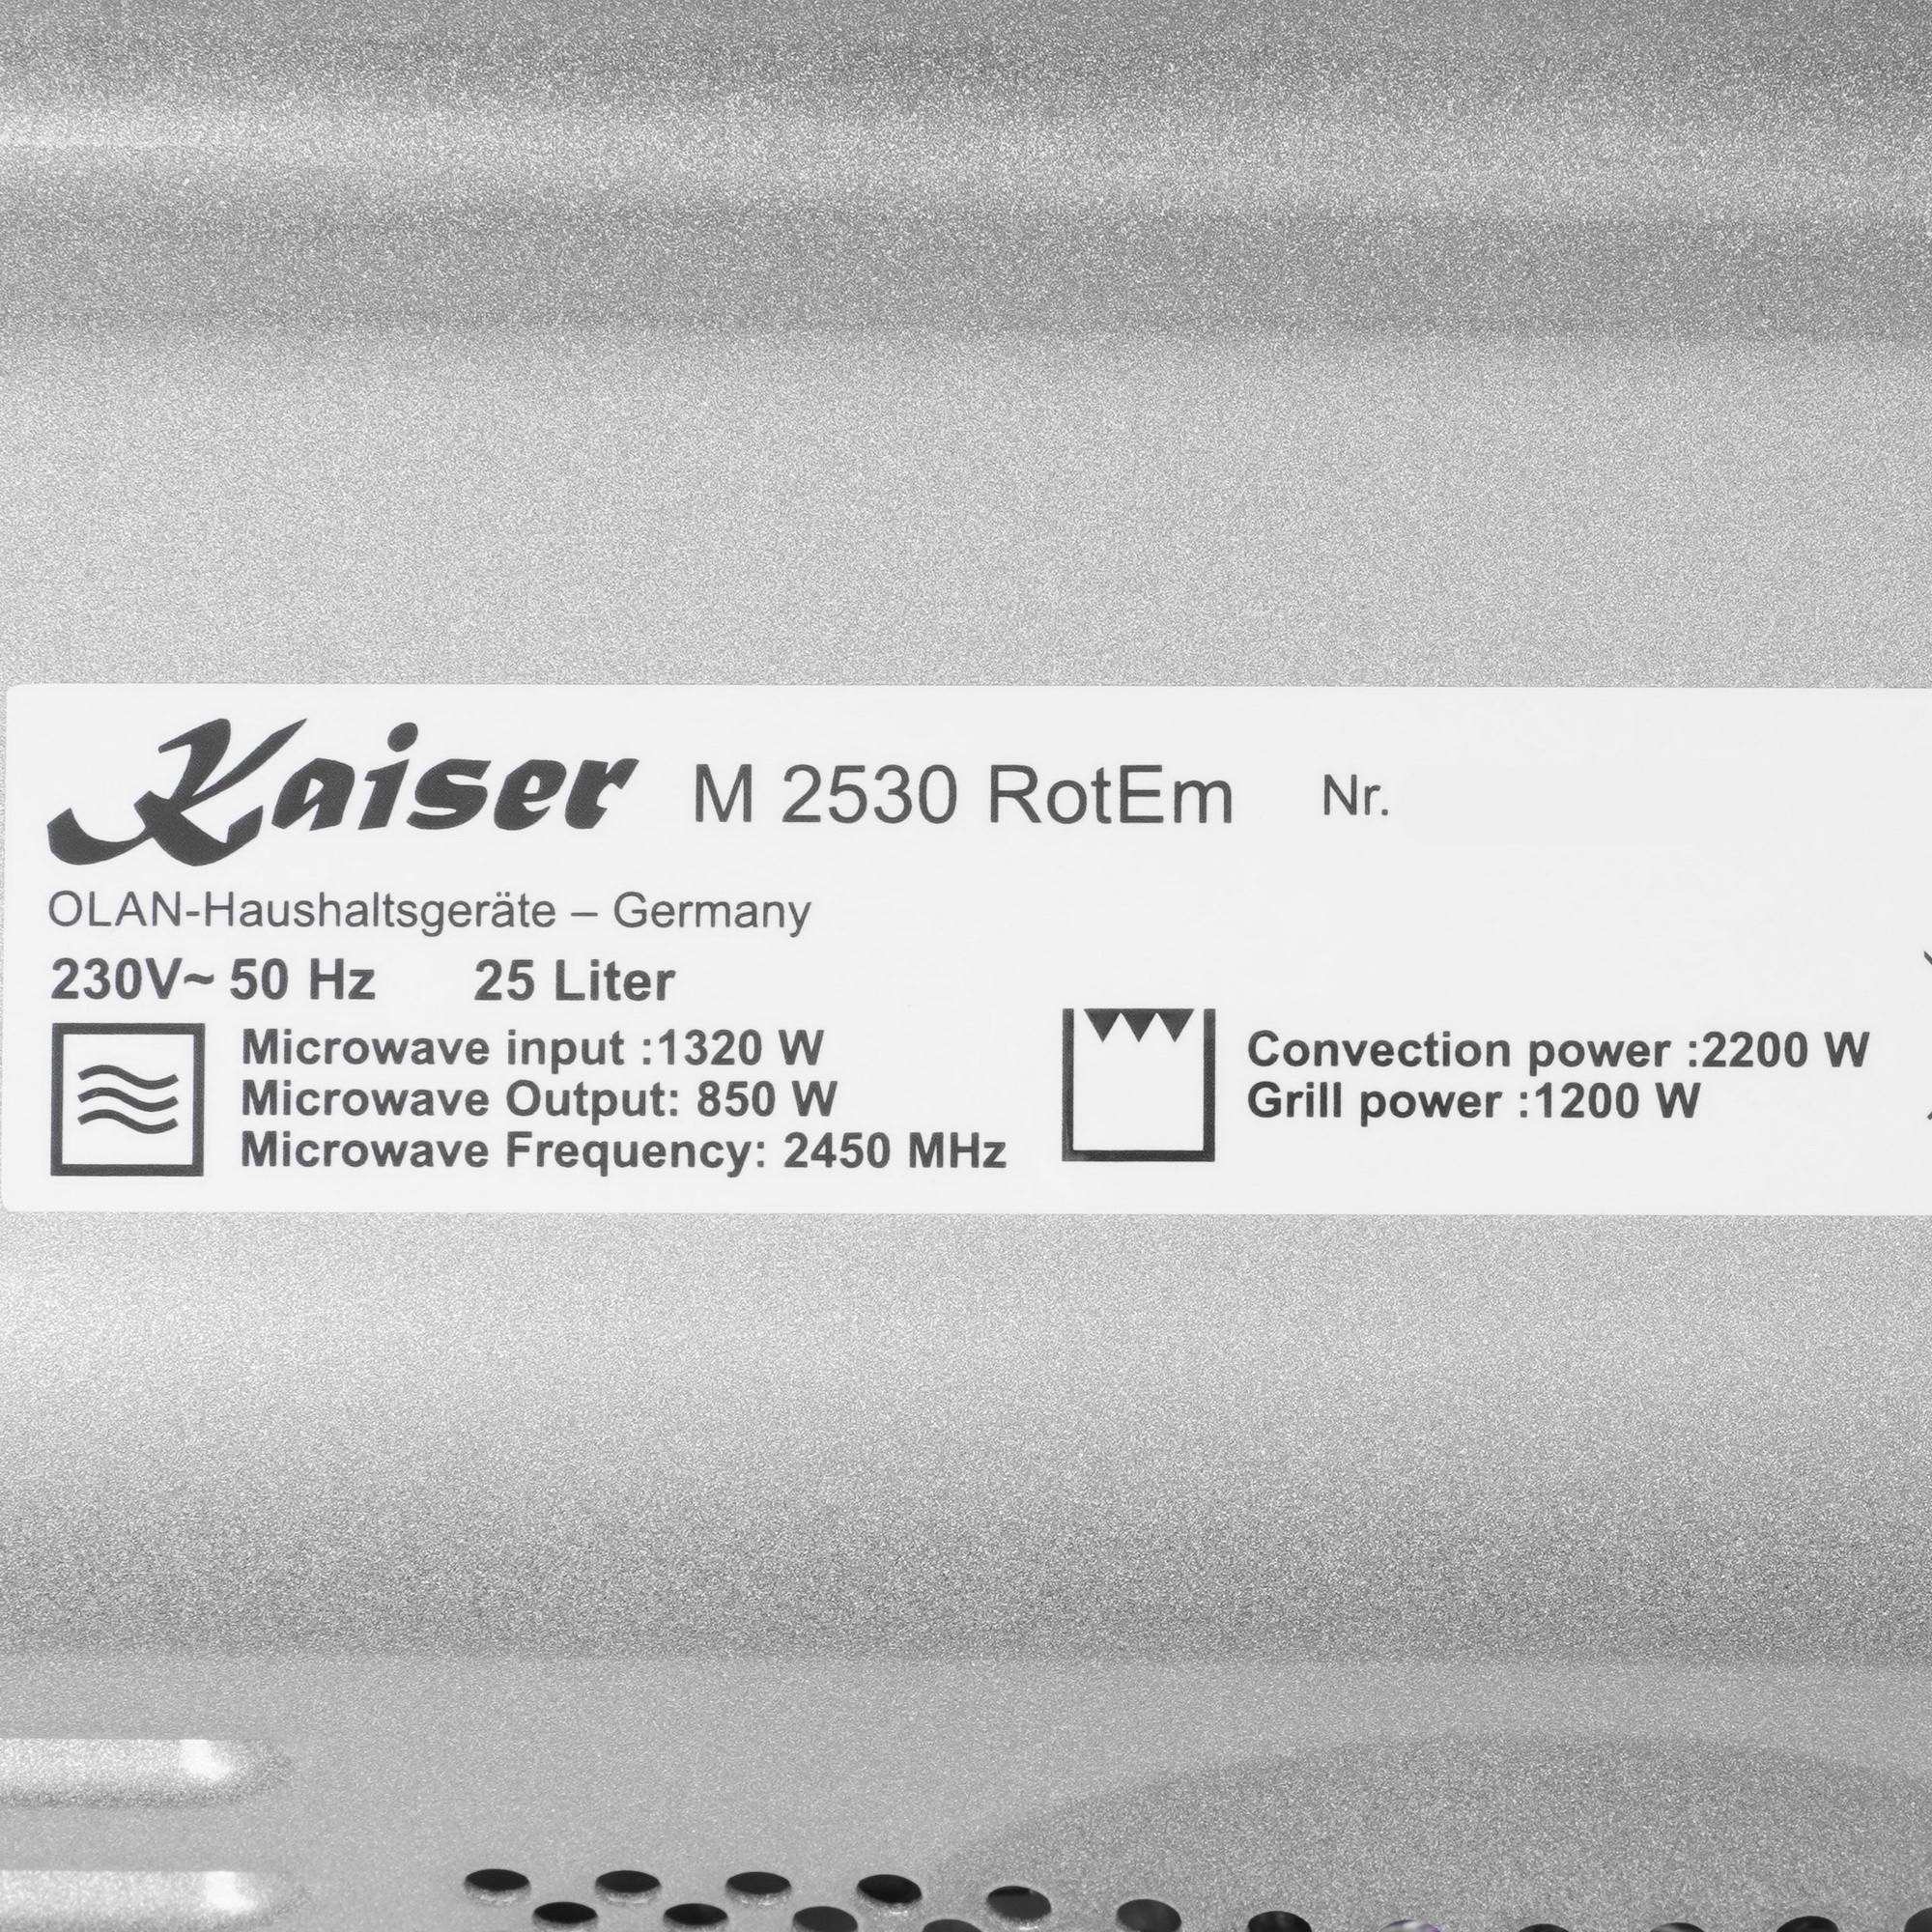 Kaiser M 2530 RotEm Nr.
OLAN-Haushaltsgeräte – Germany
230V~ 50 Hz 25 Liter
Microwave input :1320 W
Microwave Output: 850 W
Microwave Frequency: 2450 MHz
Convection power :2200 W
Grill power :1200 W